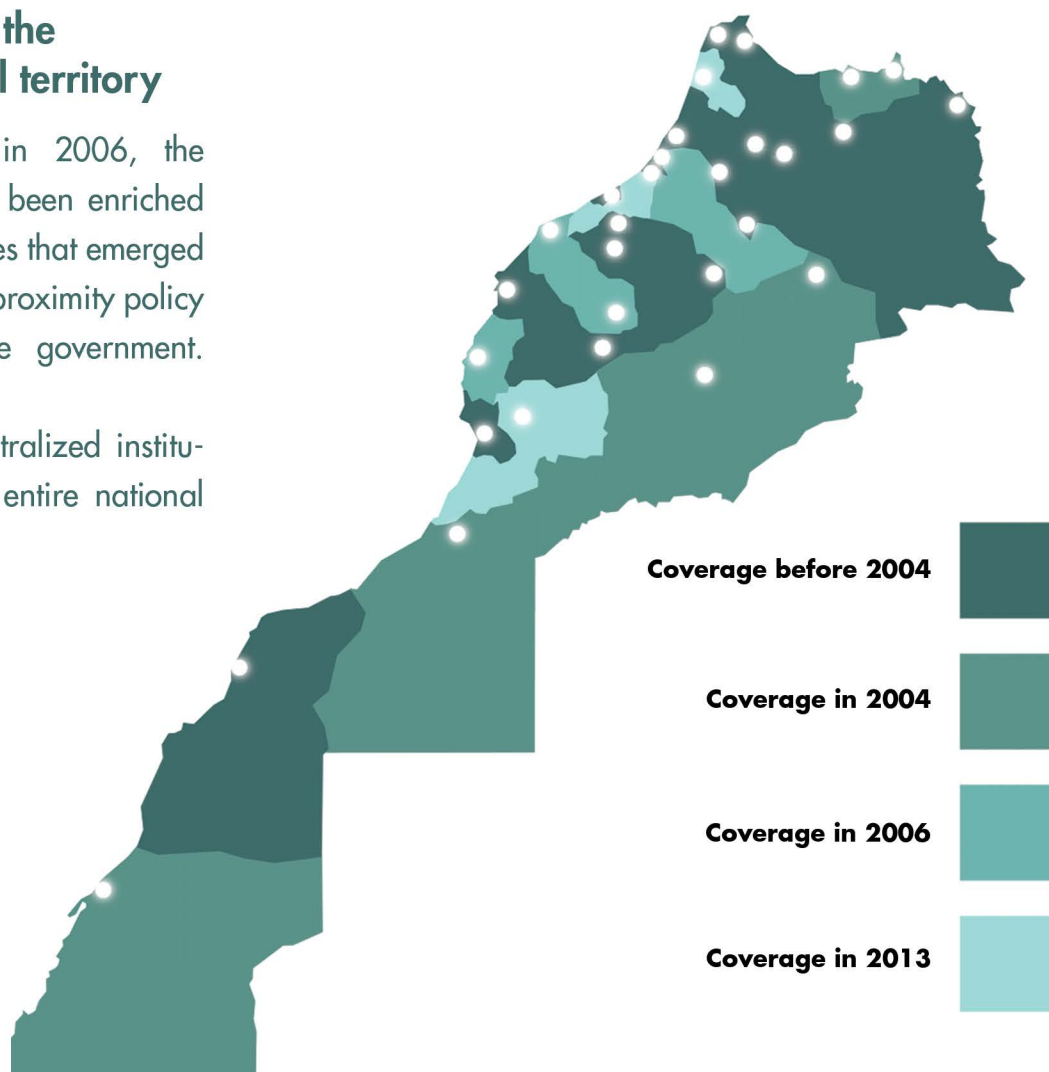 the
l territory
in 2006, the
been enriched
es that emerged
proximity policy
e government.
tralized institu-
entire national
Coverage before 2004
Coverage in 2004
Coverage in 2006
Coverage in 2013